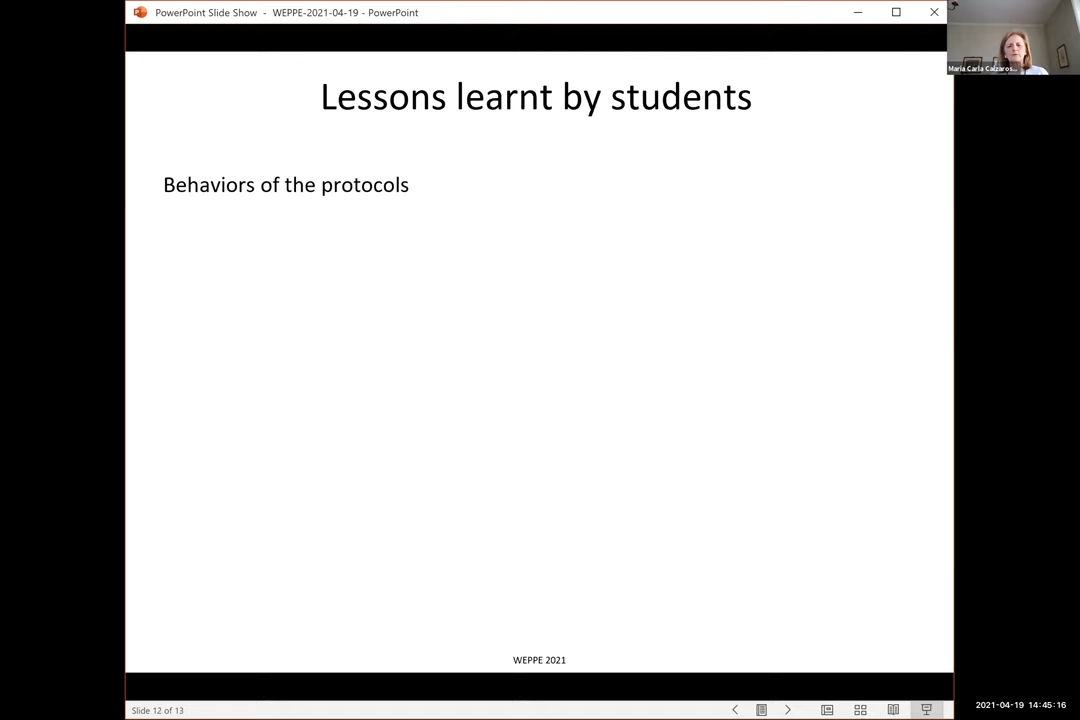 PowerPoint Slide Show - WEPPE-2021-04-19 - PowerPoint
Maria Carla Calzaros...
Lessons learnt by students
Behaviors of the protocols
WEPPE 2021
Slide 12 of 13
2021-04-19 14:45:16